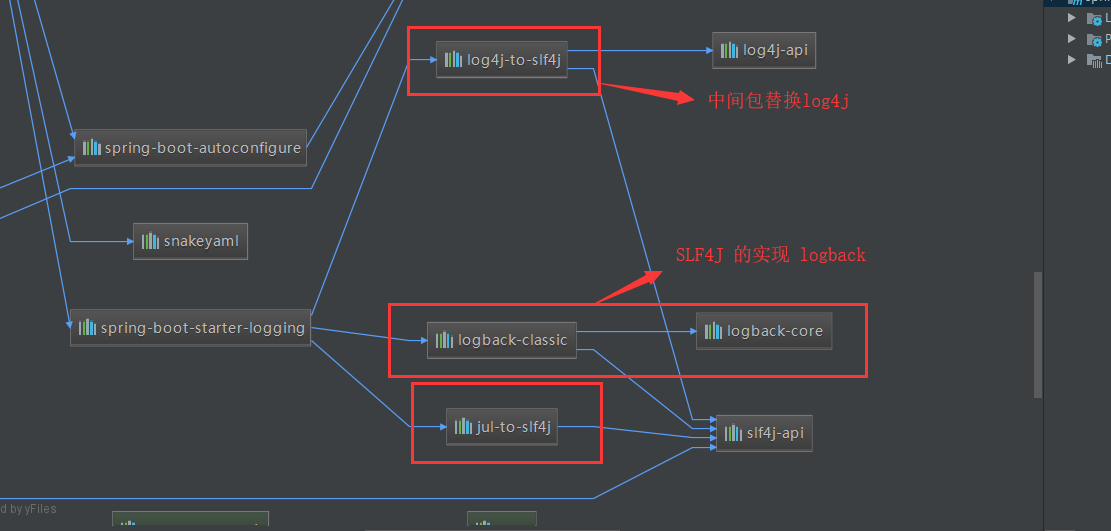 log4j-to-slf4j
log4j-api
中间包替换log4j
spring-boot-autoconfigure
snakeyaml
SLF4J 的实现 logback
spring-boot-starter-logging
logback-classic
logback-core
jul-to-slf4j
slf4j-api
d by yFiles
L
P
D